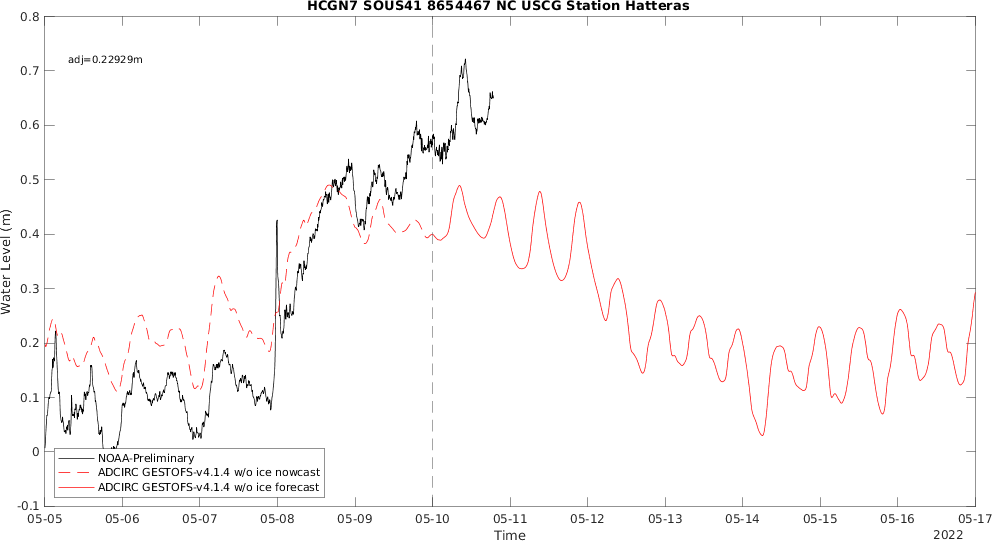 HCGN7 SOUS41 8654467 NC USCG Station Hatteras
adj=0.22929m
Water Level (m)
0.8
0.7
0.6
0.5
0.4
0.3
0.2
0.1
0
-0.1
NOAA-Preliminary
ADCIRC GESTOFS-v4.1.4 w/o ice nowcast
ADCIRC GESTOFS-v4.1.4 w/o ice forecast
05-05 05-06 05-07 05-08 05-09 05-10 05-11 05-12 05-13 05-14 05-15 05-16 05-17
Time
2022